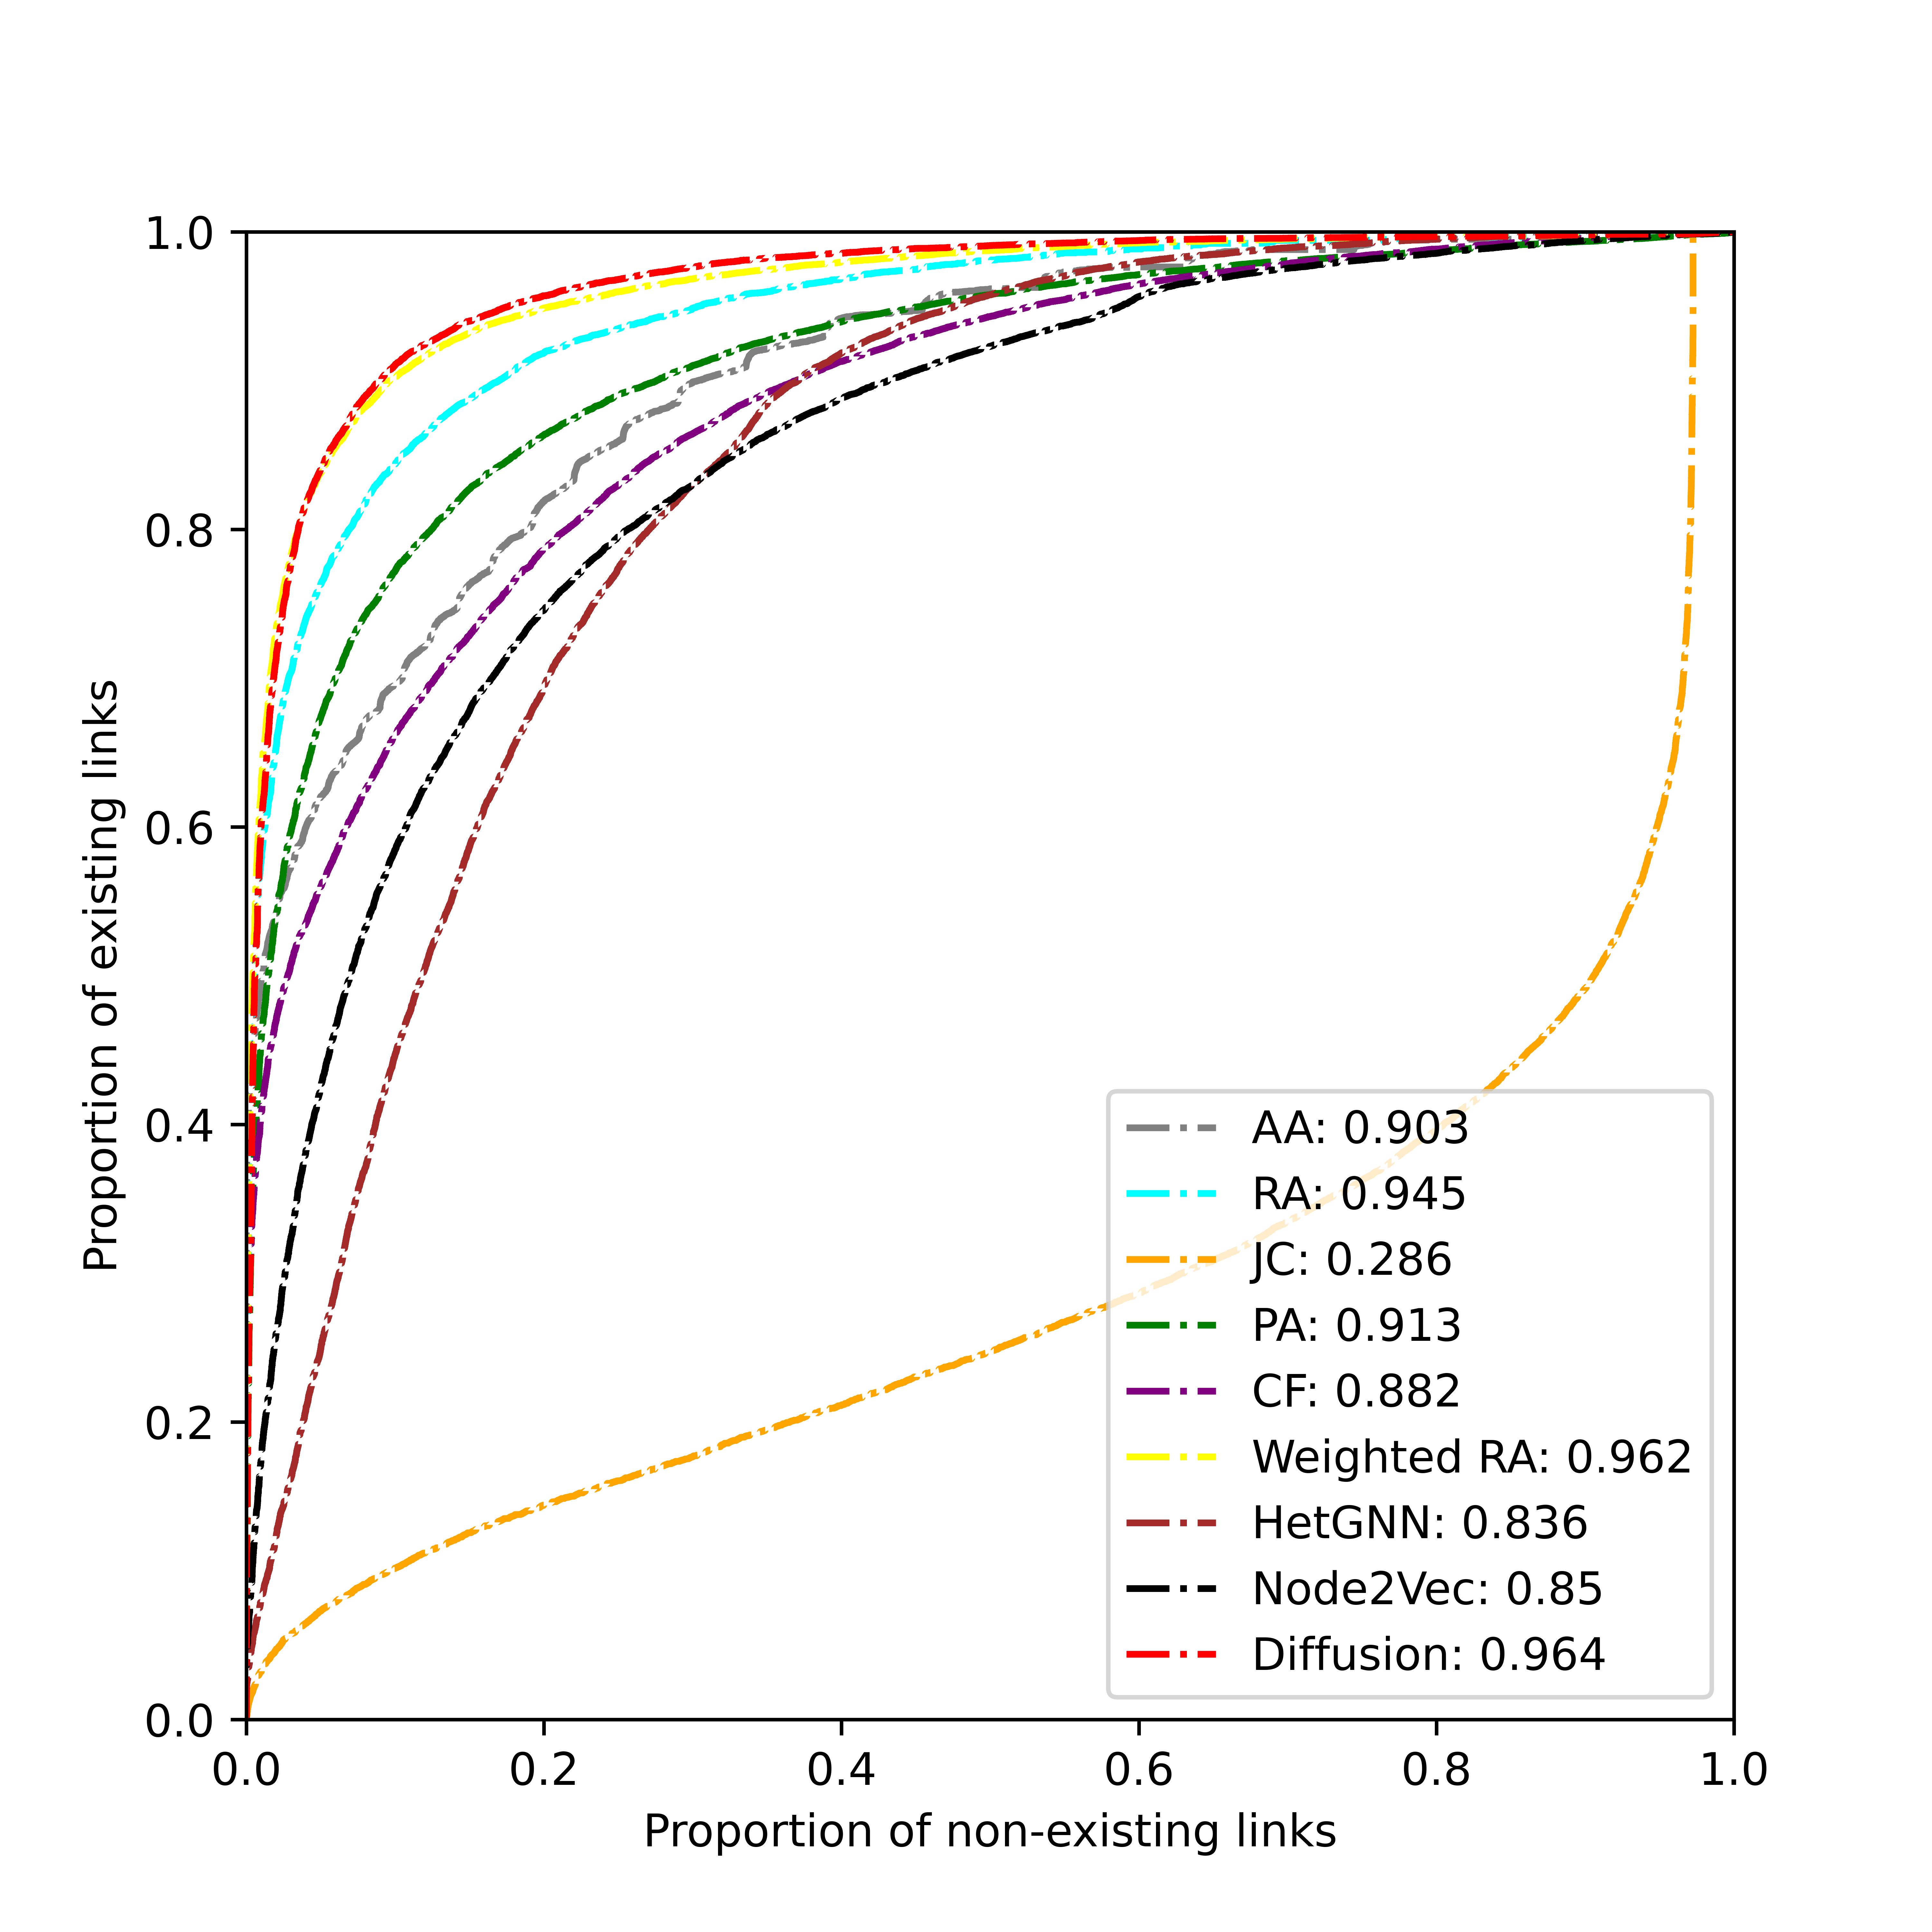 1.0
0.8
0.6
0.4
0.2
0.0
Proportion of existing links
AA: 0.903
RA: 0.945
JC: 0.286
PA: 0.913
CF: 0.882
Weighted RA: 0.962
HetGNN: 0.836
Node2Vec: 0.85
Diffusion: 0.964
0.0 0.2 0.4 0.6 0.8 1.0
Proportion of non-existing links